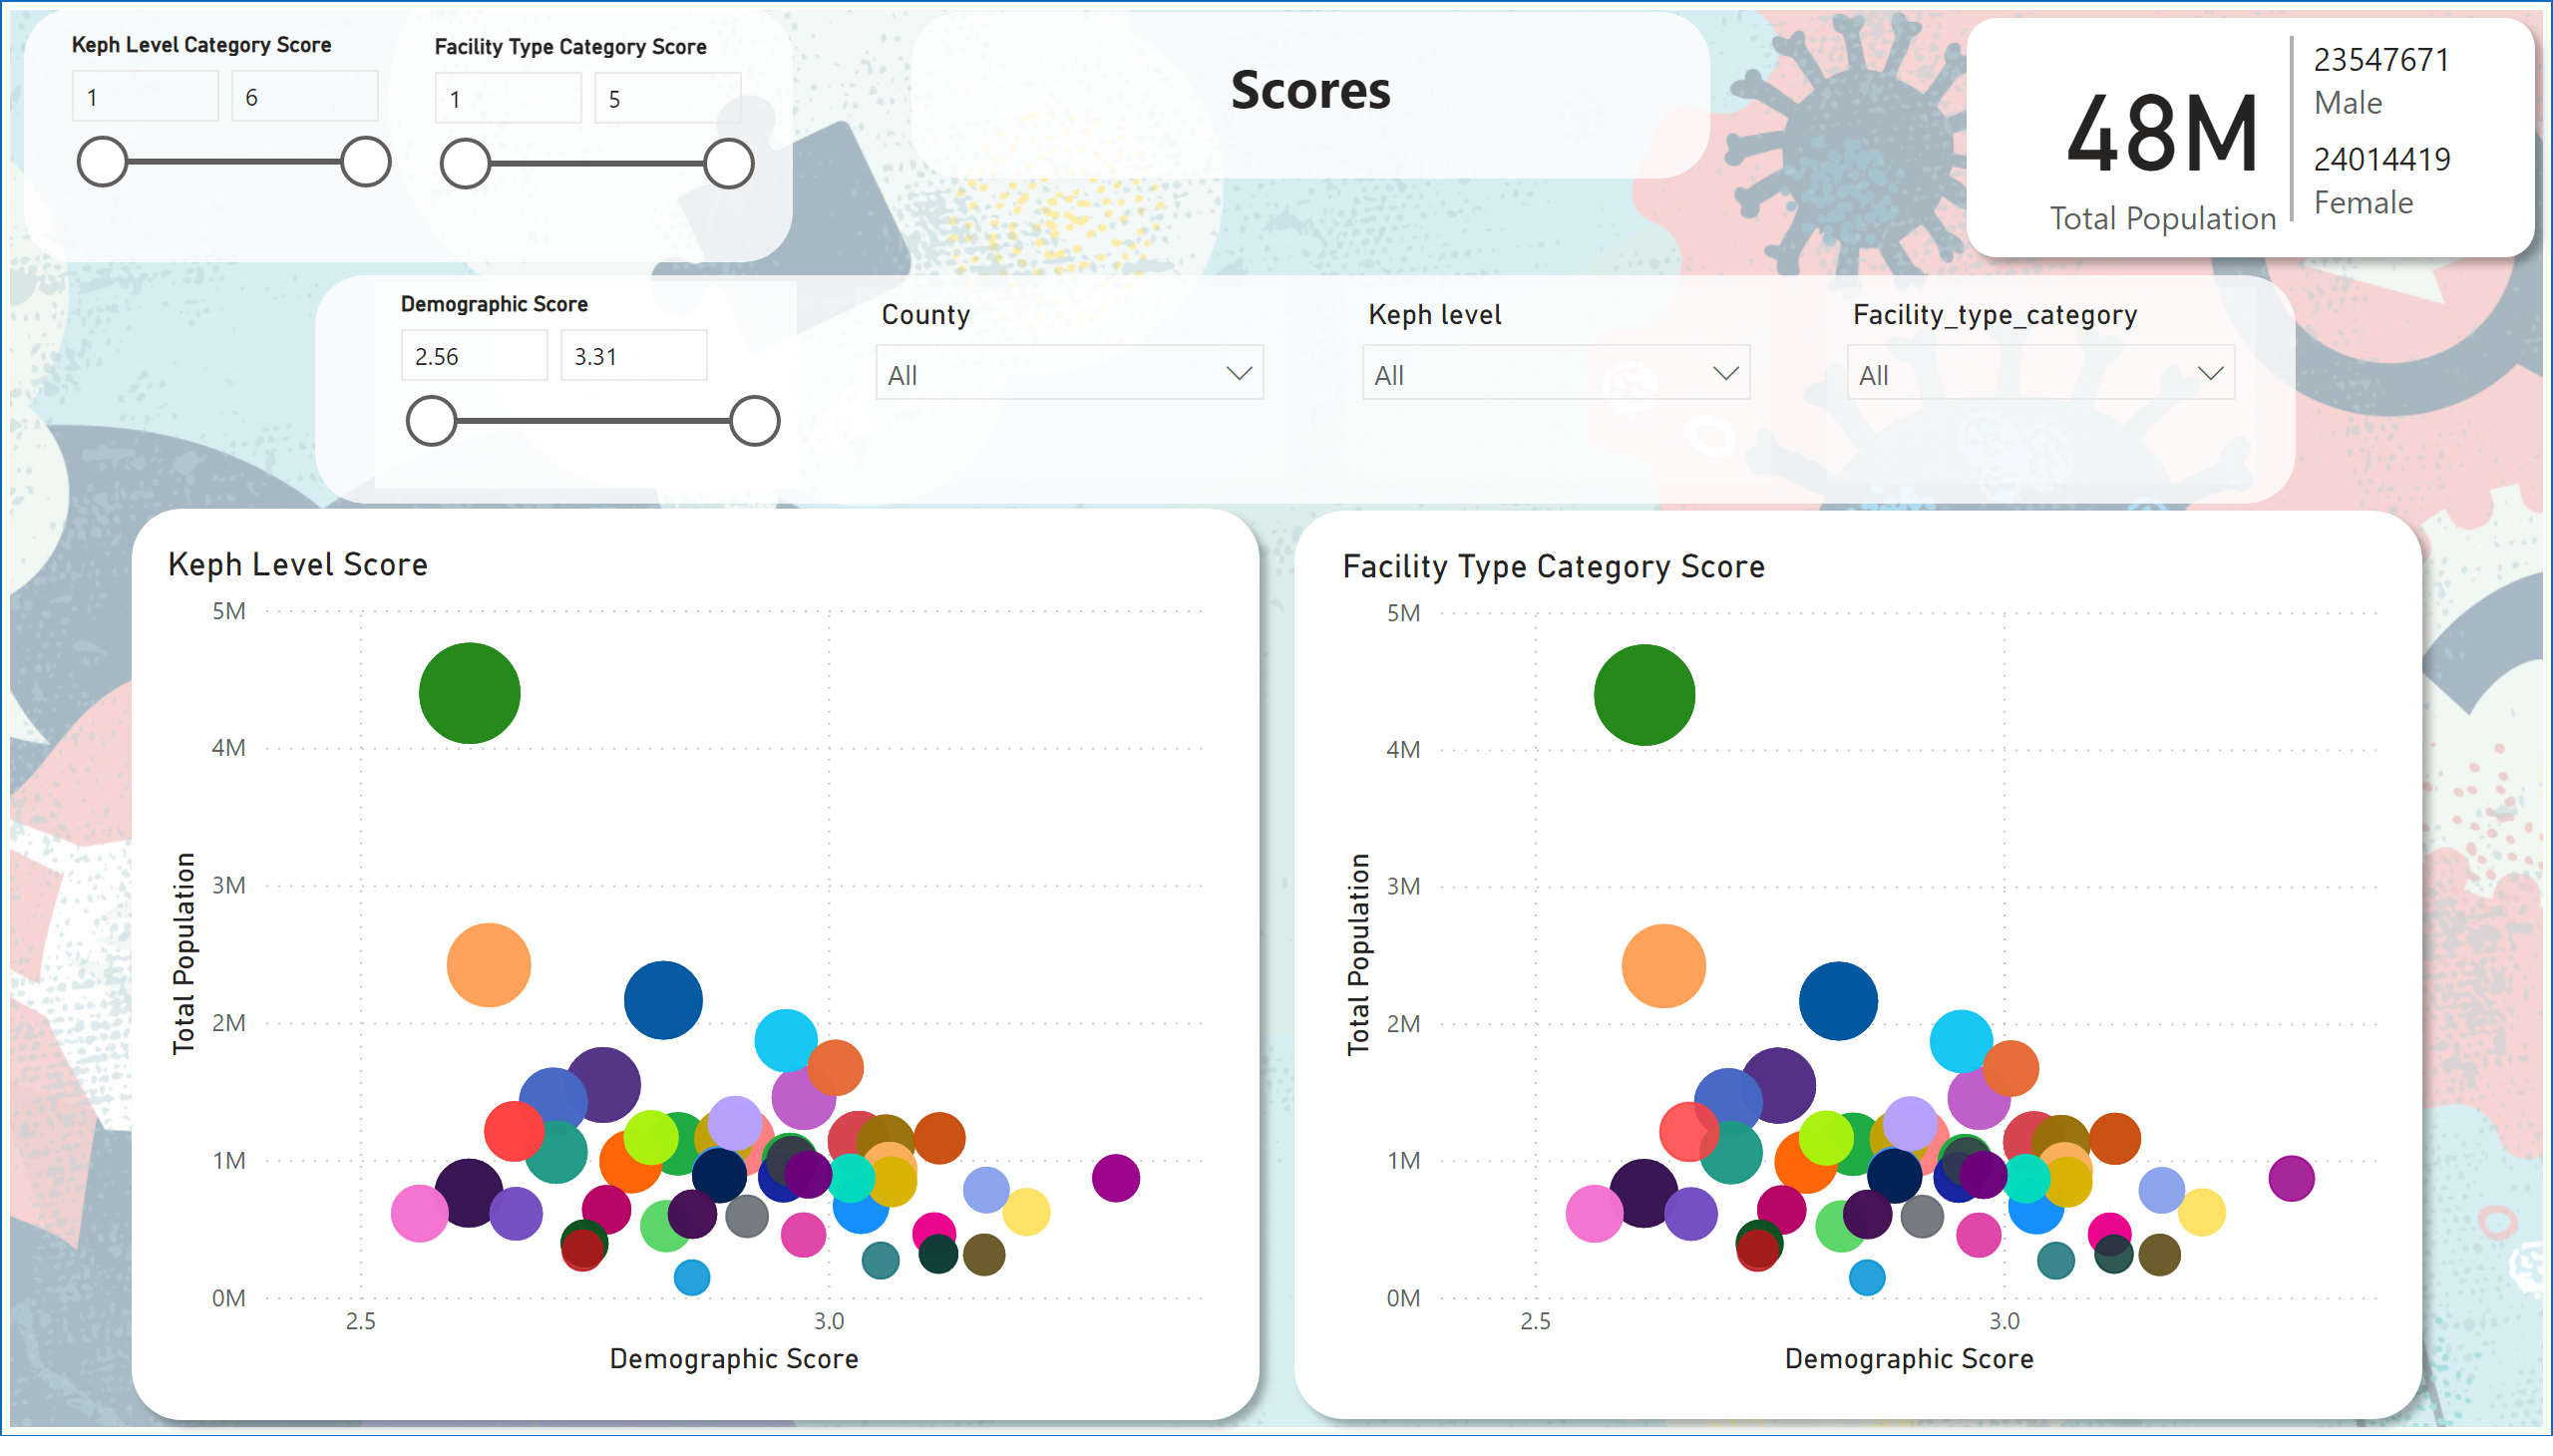 Keph Level Category Score
1
6
Facility Type Category Score
1
5
Scores
48M
Total Population
23547671
Male
24014419
Female
Demographic Score
2.56
3.31
County
All
Keph level
All
Facility_type_category
All
Keph Level Score
5M
4M
3M
2M
1M
0M
Total Population
2.5
3.0
Demographic Score
Facility Type Category Score
5M
4M
3M
2M
1M
0M
Total Population
2.5
3.0
Demographic Score